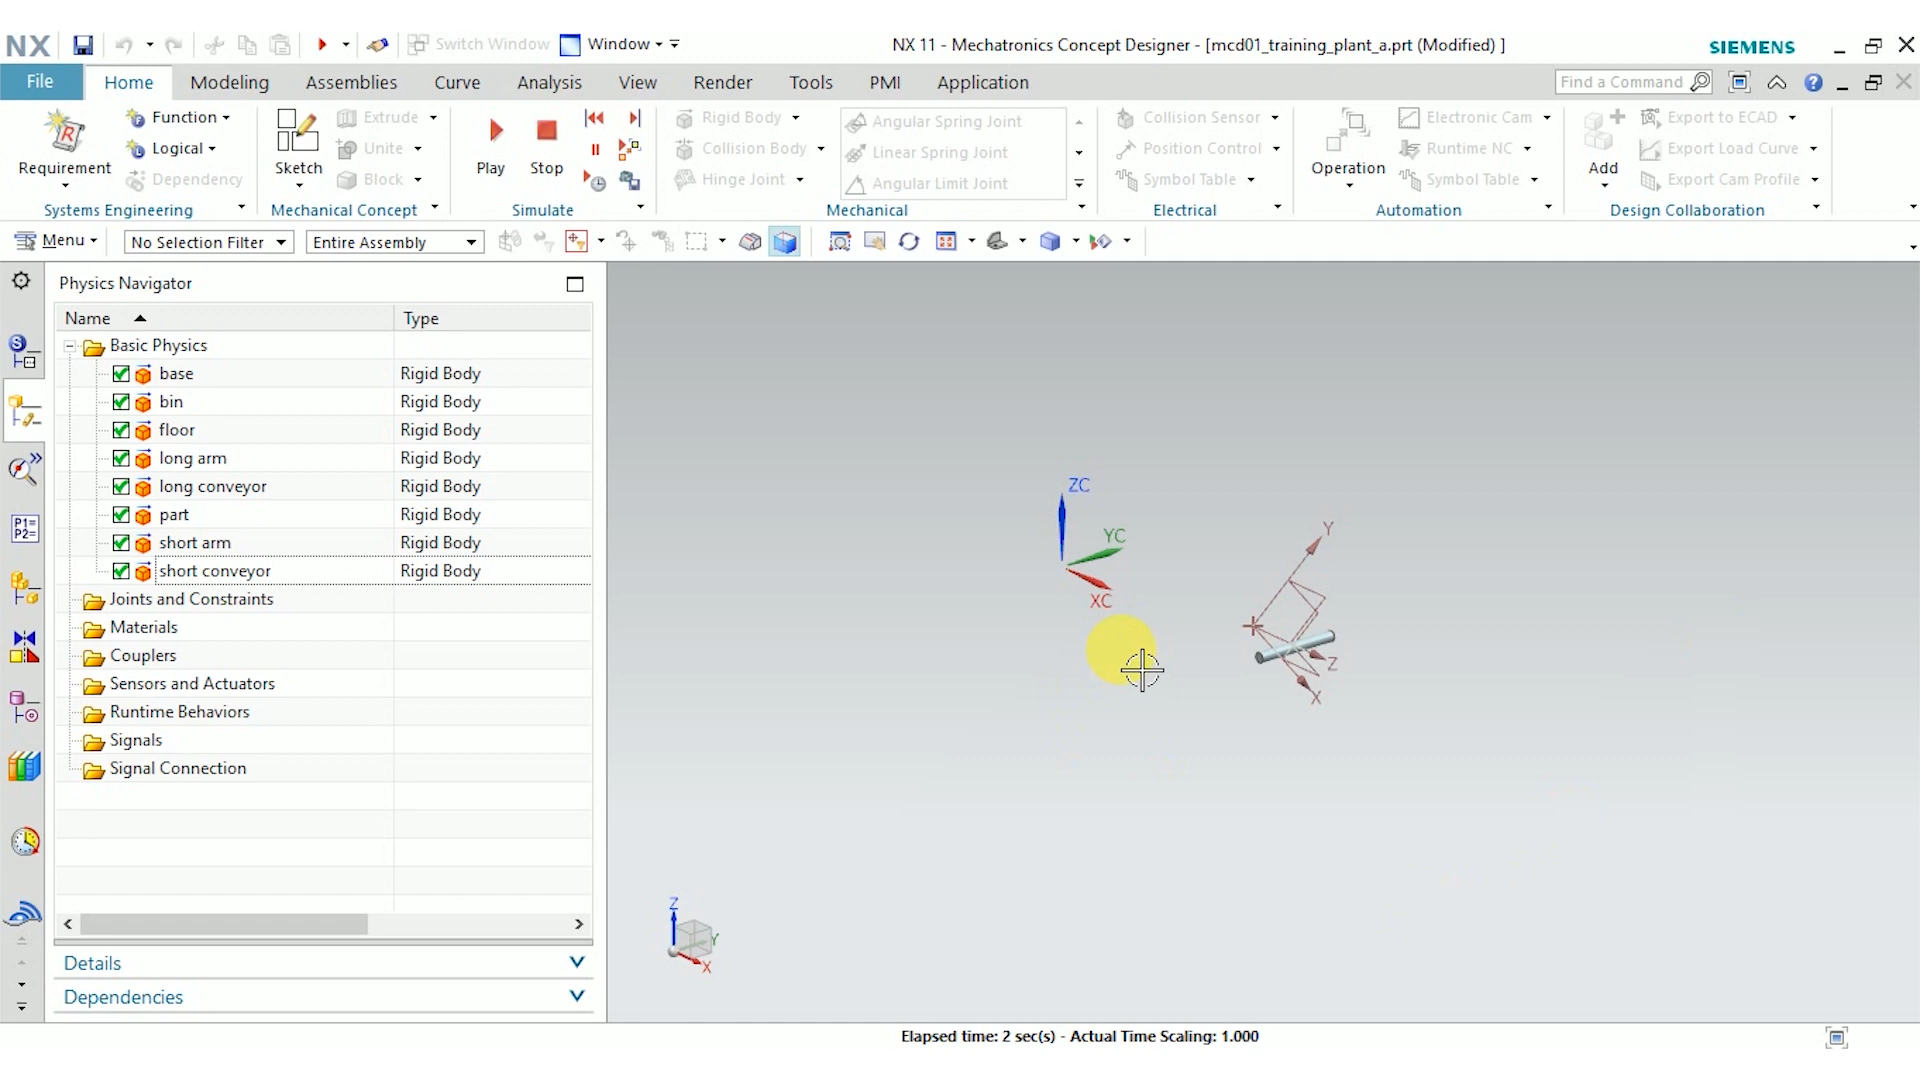 NX Switch Window Window NX 11 - Mechatronics Concept Designer - [mcd01_training_plant_a.prt (Modified) ] SIEMENS
File Home Modeling Assemblies Curve Analysis View Render Tools PMI Application Find a Command
Requirement
Function
Logical
Dependency
Systems Engineering
Sketch
Extrude
Unite
Block
Mechanical Concept
Play
Stop
Simulate
Rigid Body
Collision Body
Hinge Joint
Angular Spring Joint
Linear Spring Joint
Angular Limit Joint
Mechanical
Collision Sensor
Position Control
Symbol Table
Electrical
Operation
Electronic Cam
Runtime NC
Symbol Table
Automation
Add
Export to ECAD
Export Load Curve
Export Cam Profile
Design Collaboration
Menu No Selection Filter Entire Assembly
Physics Navigator
Name Type
Basic Physics
base Rigid Body
bin Rigid Body
floor Rigid Body
long arm Rigid Body
long conveyor Rigid Body
part Rigid Body
short arm Rigid Body
short conveyor Rigid Body
Joints and Constraints
Materials
Couplers
Sensors and Actuators
Runtime Behaviors
Signals
Signal Connection
Details
Dependencies
P1=
P2=
ZC
YC
XC
Y
Z
X
Z
Y
X
Elapsed time: 2 sec(s) - Actual Time Scaling: 1.000